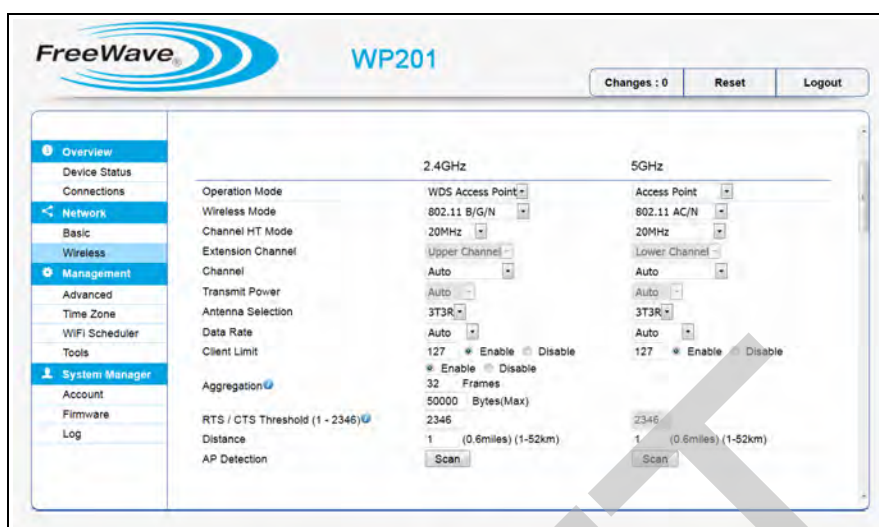 FreeWave®
WP201
Changes : 0 Reset Logout
Overview
Device Status
Connections
Network
Basic
Wireless
Management
Advanced
Time Zone
WiFi Scheduler
Tools
System Manager
Account
Firmware
Log
2.4GHz 5GHz
Operation Mode WDS Access Point Access Point
Wireless Mode 802.11 B/G/N 802.11 AC/N
Channel HT Mode 20MHz 20MHz
Extension Channel Upper Channel Lower Channel
Channel Auto Auto
Transmit Power Auto Auto
Antenna Selection 3T3R 3T3R
Data Rate Auto Auto
Client Limit 127 Enable Disable 127 Enable Disable
Aggregation Enable Disable
32 Frames
50000 Bytes(Max)
RTS / CTS Threshold (1 - 2346) 2346 2346
Distance 1 (0.6miles) (1-52km) 1 (0.6miles) (1-52km)
AP Detection Scan Scan